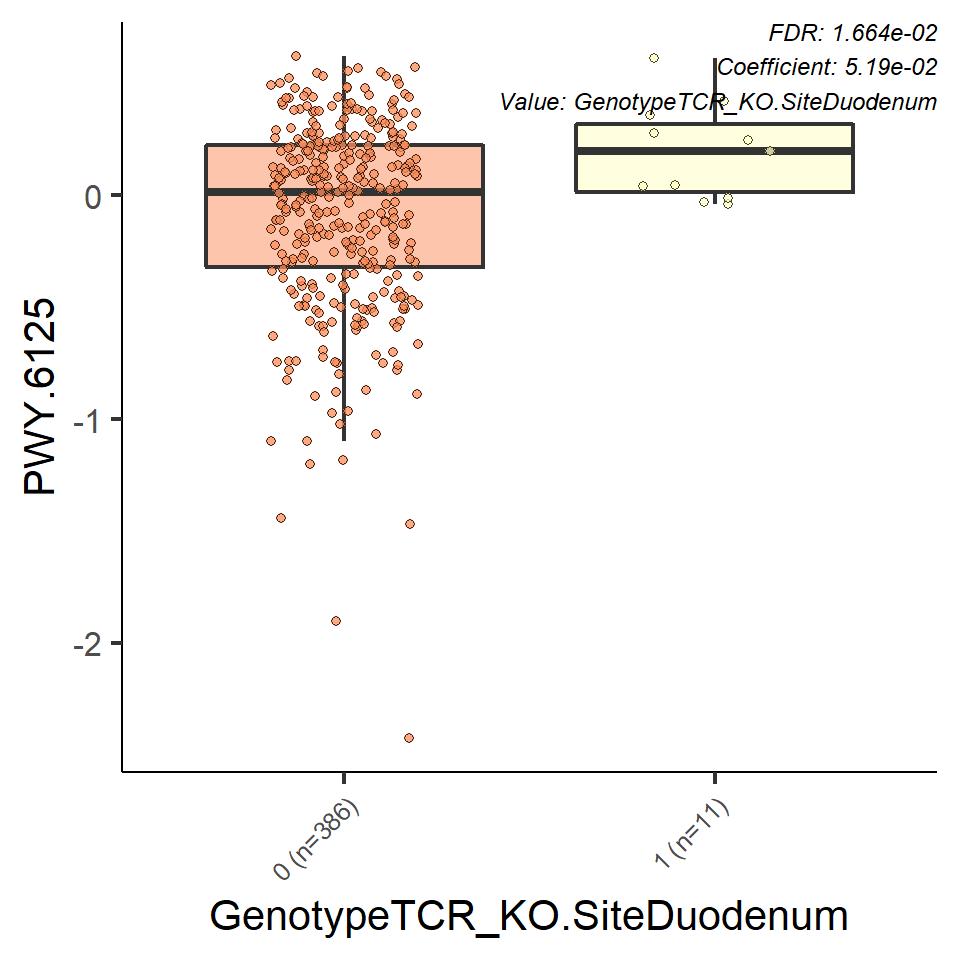 FDR: 1.664e-02
Coefficient: 5.19e-02
Value: GenotypeTCR_KO.SiteDuodenum
PWY.6125
0
-1
-2
0 (n=386)
1 (n=11)
GenotypeTCR_KO.SiteDuodenum